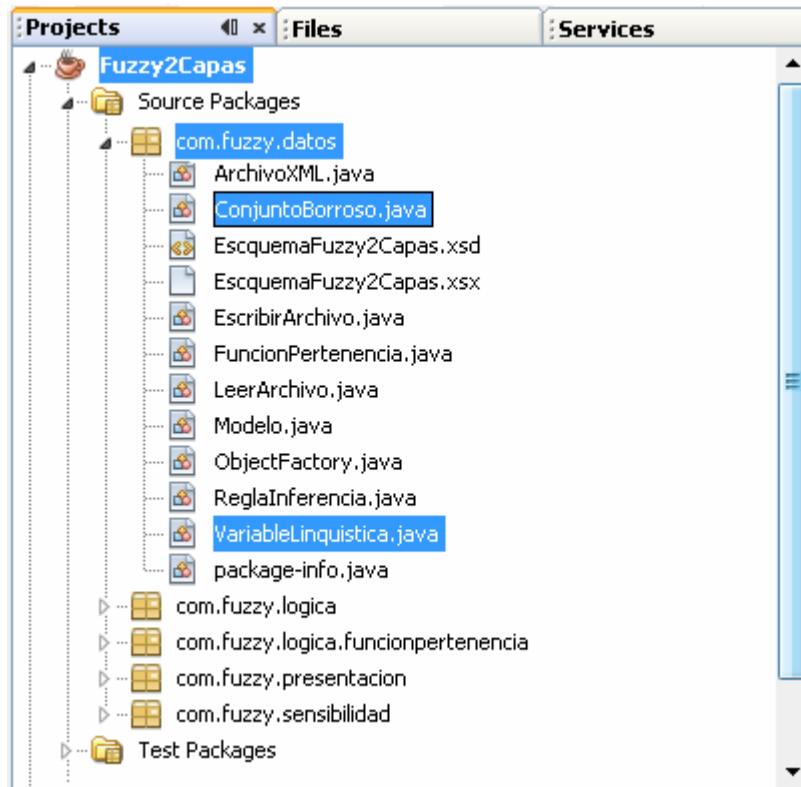 Projects Files Services
Fuzzy2Capas
Source Packages
com.fuzzy.datos
ArchivoXML.java
ConjuntoBorroso.java
EscquemaFuzzy2Capas.xsd
EscquemaFuzzy2Capas.xsx
EscribirArchivo.java
FuncionPertenencia.java
LeerArchivo.java
Modelo.java
ObjectFactory.java
ReglaInferencia.java
VariableLinquistica.java
package-info.java
com.fuzzy.logica
com.fuzzy.logica.funcionpertenencia
com.fuzzy.presentacion
com.fuzzy.sensibilidad
Test Packages